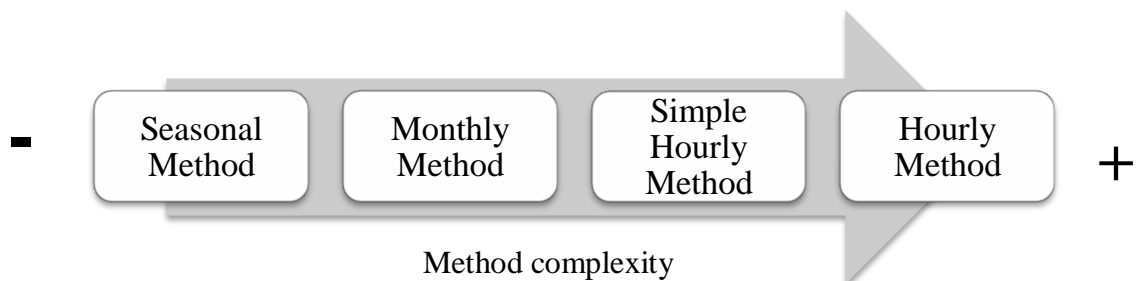 -
Seasonal
Method
Monthly
Method
Simple
Hourly
Method
Hourly
Method
+
Method complexity